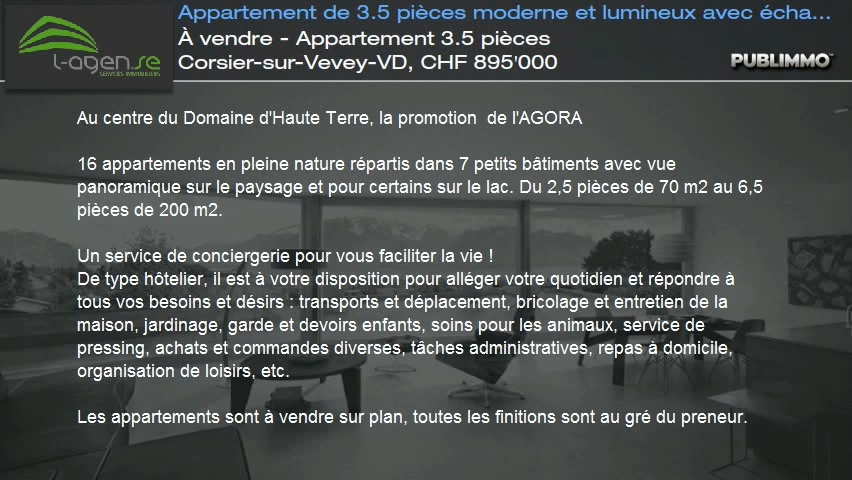 Appartement de 3.5 pièces moderne et lumineux avec écha...
À vendre - Appartement 3.5 pièces
Corsier-sur-Vevey-VD, CHF 895'000
l-agen.se
SERVICES IMMOBILIERS
PUBLIMMO
Au centre du Domaine d'Haute Terre, la promotion de l'AGORA
16 appartements en pleine nature répartis dans 7 petits bâtiments avec vue
panoramique sur le paysage et pour certains sur le lac. Du 2,5 pièces de 70 m2 au 6,5
pièces de 200 m2.
Un service de conciergerie pour vous faciliter la vie !
De type hôtelier, il est à votre disposition pour alléger votre quotidien et répondre à
tous vos besoins et désirs : transports et déplacement, bricolage et entretien de la
maison, jardinage, garde et devoirs enfants, soins pour les animaux, service de
pressing, achats et commandes diverses, tâches administratives, repas à domicile,
organisation de loisirs, etc.
Les appartements sont à vendre sur plan, toutes les finitions sont au gré du preneur.